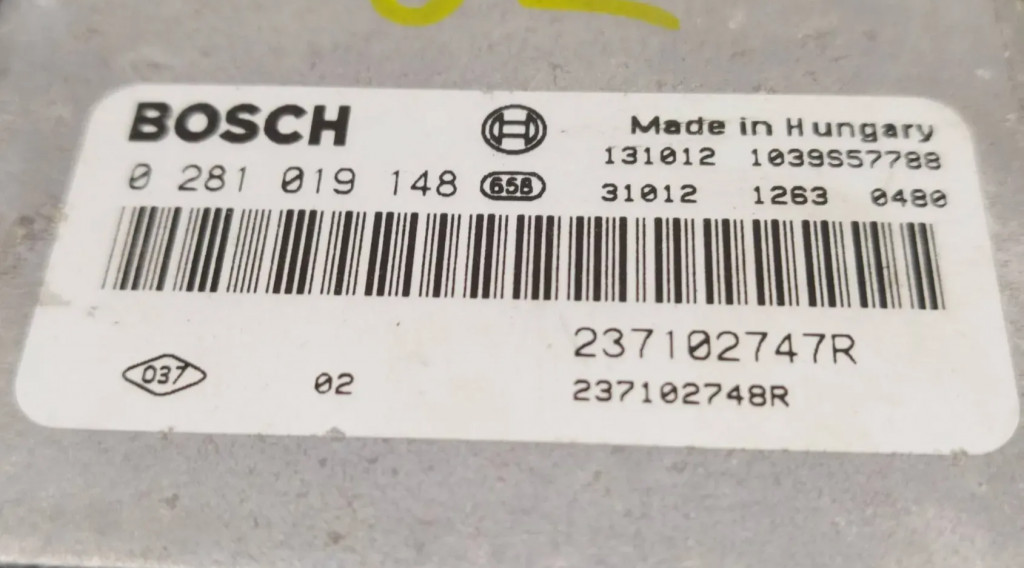 BOSCH
Made in Hungary
131012 1039S57788
0 281 019 148 658
31012 1263 0480
237102747R
037 02
237102748R